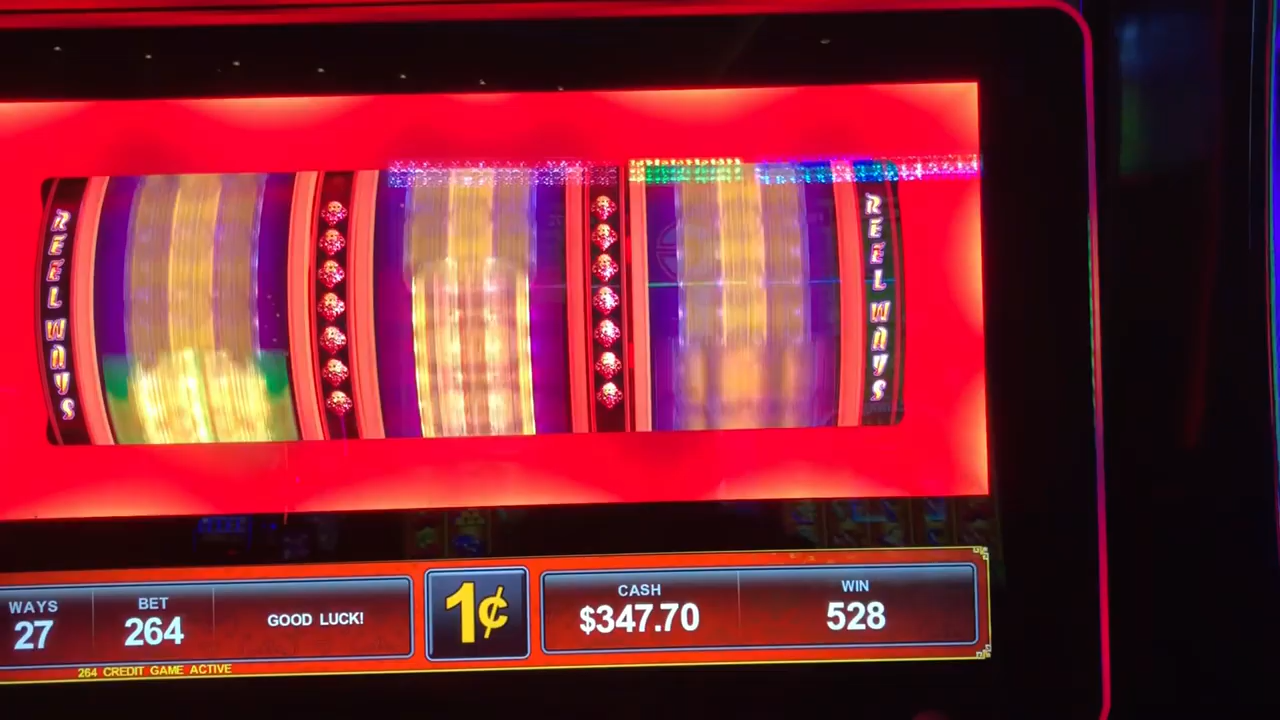 REEL WAYS
REEL WAYS
WAYS
27
BET
264
GOOD LUCK!
1¢
CASH
$347.70
WIN
528
264 CREDIT GAME ACTIVE